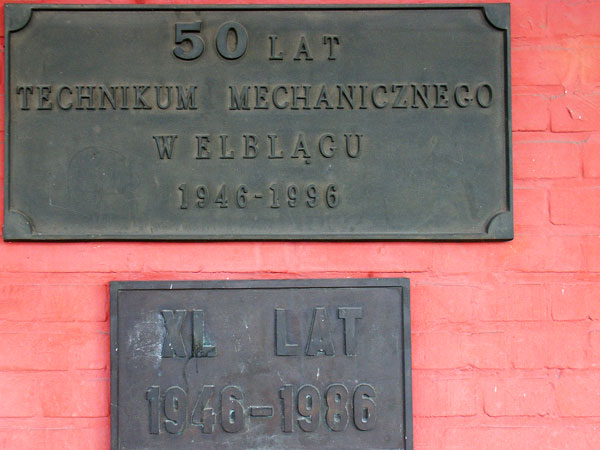 50 LAT
TECHNIKUM MECHANICZNEGO
W ELBLĄGU
1946-1996
XL LAT
1946-1986